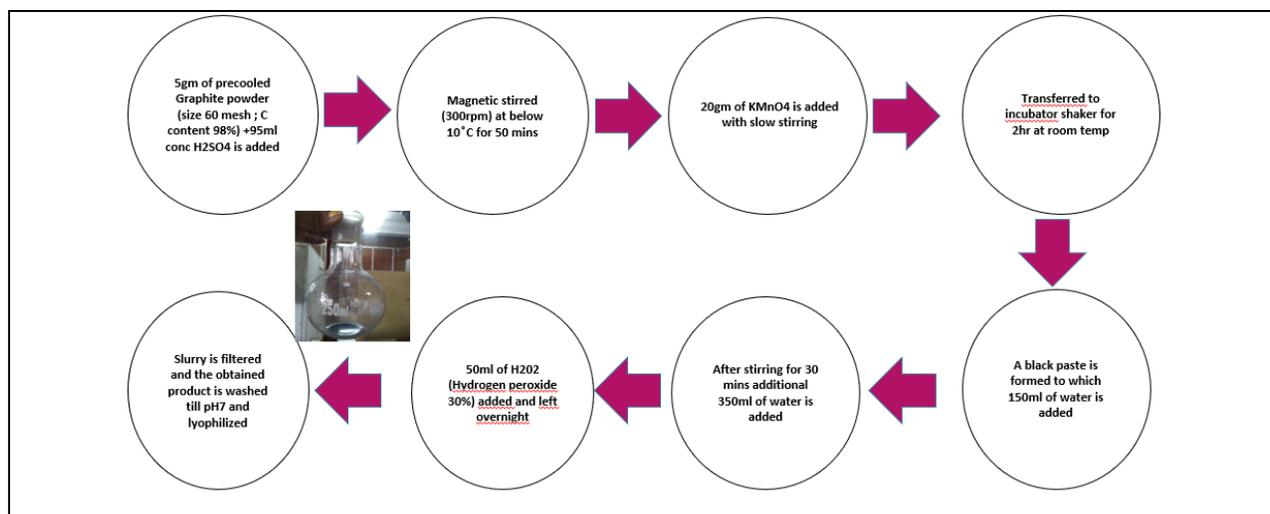 5gm of precooled
Graphite powder
(size 60 mesh ; C
content 98%) +95ml
conc H2SO4 is added
Magnetic stirred
(300rpm) at below
10˚C for 50 mins
20gm of KMnO4 is added
with slow stirring
Transferred to
incubator shaker for
2hr at room temp
A black paste is
formed to which
150ml of water is
added
After stirring for 30
mins additional
350ml of water is
added
50ml of H202
(Hydrogen peroxide
30%) added and left
overnight
250ml
Slurry is filtered
and the obtained
product is washed
till pH7 and
lyophilized